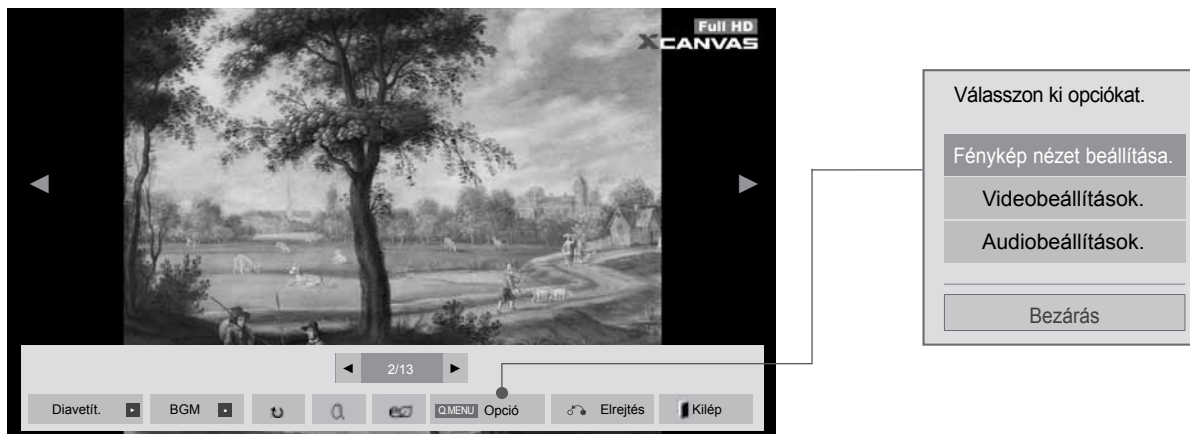 Full HD
XCANVAS
2/13
Diavetít.
BGM
Q.MENU Opció
Elrejtés
Kilép
Válasszon ki opciókat.
Fénykép nézet beállítása.
Videobeállítások.
Audiobeállítások.
Bezárás